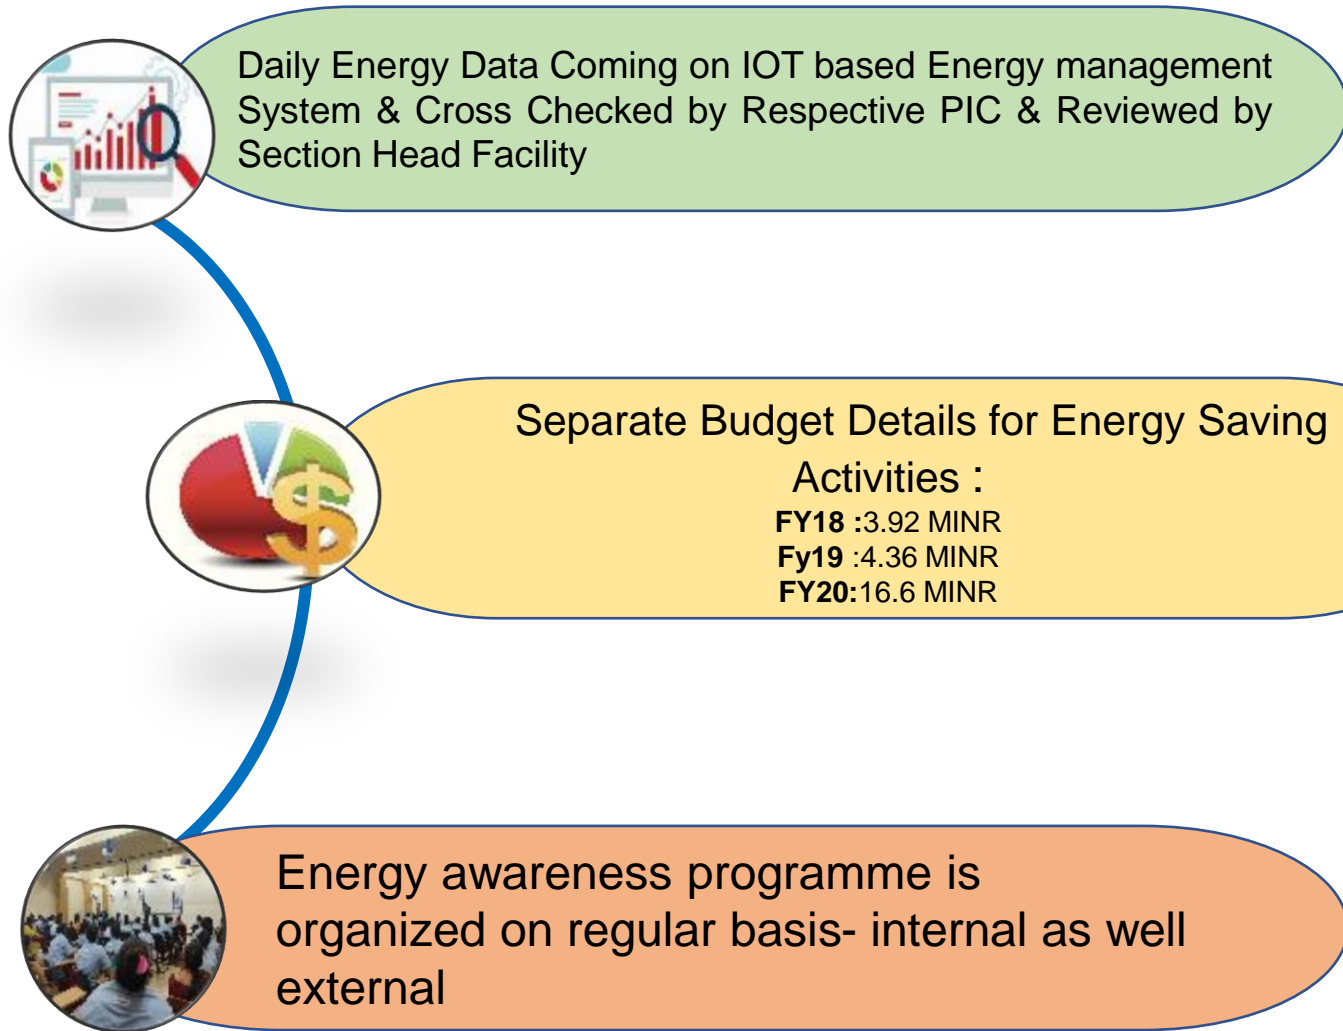 Daily Energy Data Coming on IOT based Energy management
System & Cross Checked by Respective PIC & Reviewed by
Section Head Facility
Separate Budget Details for Energy Saving
Activities :
FY18 :3.92 MINR
Fy19 :4.36 MINR
FY20:16.6 MINR
Energy awareness programme is
organized on regular basis- internal as well
external